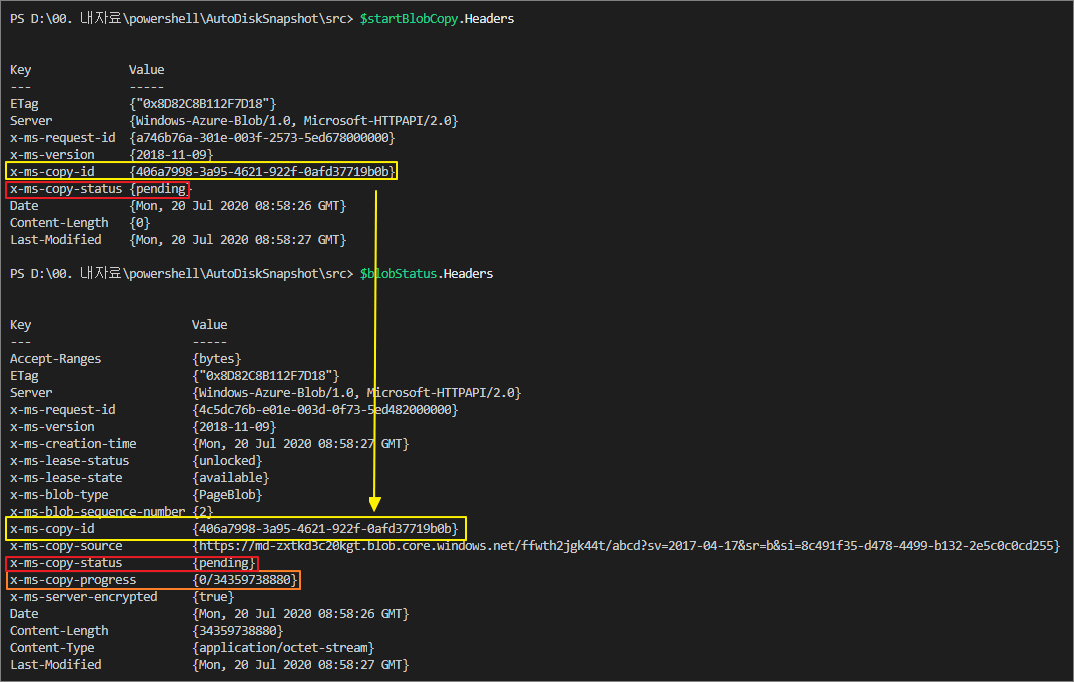 PS D:\00. 내자료\powershell\AutoDiskSnapshot\src> $startBlobCopy.Headers
Key Value
--- -----
ETag {"0x8D82C8B112F7D18"}
Server {Windows-Azure-Blob/1.0, Microsoft-HTTPAPI/2.0}
x-ms-request-id {a746b76a-301e-003f-2573-5ed678000000}
x-ms-version {2018-11-09}
x-ms-copy-id {406a7998-3a95-4621-922f-0afd37719b0b}
x-ms-copy-status {pending}
Date {Mon, 20 Jul 2020 08:58:26 GMT}
Content-Length {0}
Last-Modified {Mon, 20 Jul 2020 08:58:27 GMT}
PS D:\00. 내자료\powershell\AutoDiskSnapshot\src> $blobStatus.Headers
Key Value
--- -----
Accept-Ranges {bytes}
ETag {"0x8D82C8B112F7D18"}
Server {Windows-Azure-Blob/1.0, Microsoft-HTTPAPI/2.0}
x-ms-request-id {4c5dc76b-e01e-003d-0f73-5ed482000000}
x-ms-version {2018-11-09}
x-ms-creation-time {Mon, 20 Jul 2020 08:58:27 GMT}
x-ms-lease-status {unlocked}
x-ms-lease-state {available}
x-ms-blob-type {PageBlob}
x-ms-blob-sequence-number {2}
x-ms-copy-id {406a7998-3a95-4621-922f-0afd37719b0b}
x-ms-copy-source {https://md-zxtkd3c20kgt.blob.core.windows.net/ffwth2jgk44t/abcd?sv=2017-04-17&sr=b&si=8c491f35-d478-4499-b132-2e5c0c0cd255}
x-ms-copy-status {pending}
x-ms-copy-progress {0/34359738880}
x-ms-server-encrypted {true}
Date {Mon, 20 Jul 2020 08:58:26 GMT}
Content-Length {34359738880}
Content-Type {application/octet-stream}
Last-Modified {Mon, 20 Jul 2020 08:58:27 GMT}